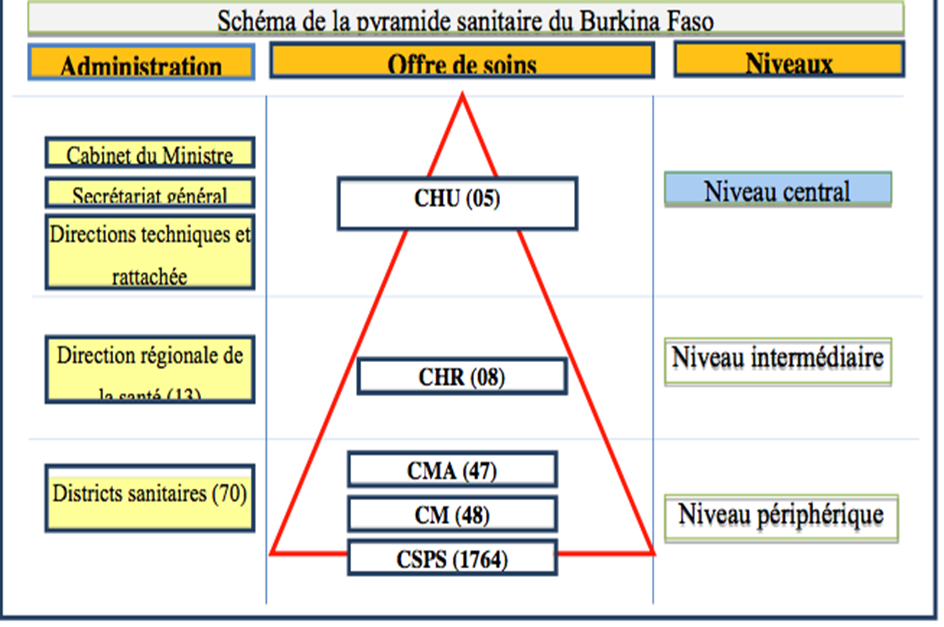 Schéma de la pyramide sanitaire du Burkina Faso
Administration
Offre de soins
Niveaux
Cabinet du Ministre
Secrétariat général
Directions techniques et
rattachée
CHU (05)
Niveau central
Direction régionale de
la santé (13)
CHR (08)
Niveau intermédiaire
Districts sanitaires (70)
CMA (47)
CM (48)
CSPS (1764)
Niveau périphérique